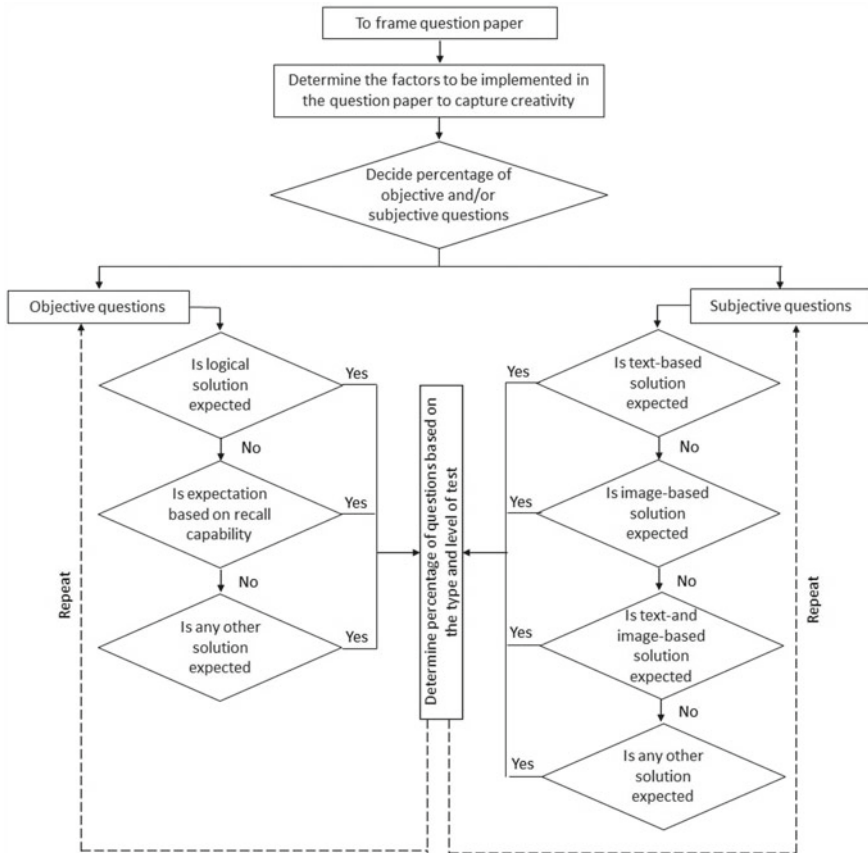 To frame question paper
Determine the factors to be implemented in
the question paper to capture creativity
Decide percentage of
objective and/or
subjective questions
Objective questions
Subjective questions
Is logical
solution
expected
Yes
No
Is expectation
based on recall
capability
Yes
No
Is any other
solution
expected
Yes
Repeat
Determine percentage of questions based on
the type and level of test
Is text-based
solution
expected
Yes
No
Is image-based
solution
expected
Yes
No
Is text-and
image-based
solution
expected
Yes
No
Is any other
solution
expected
Yes
Repeat